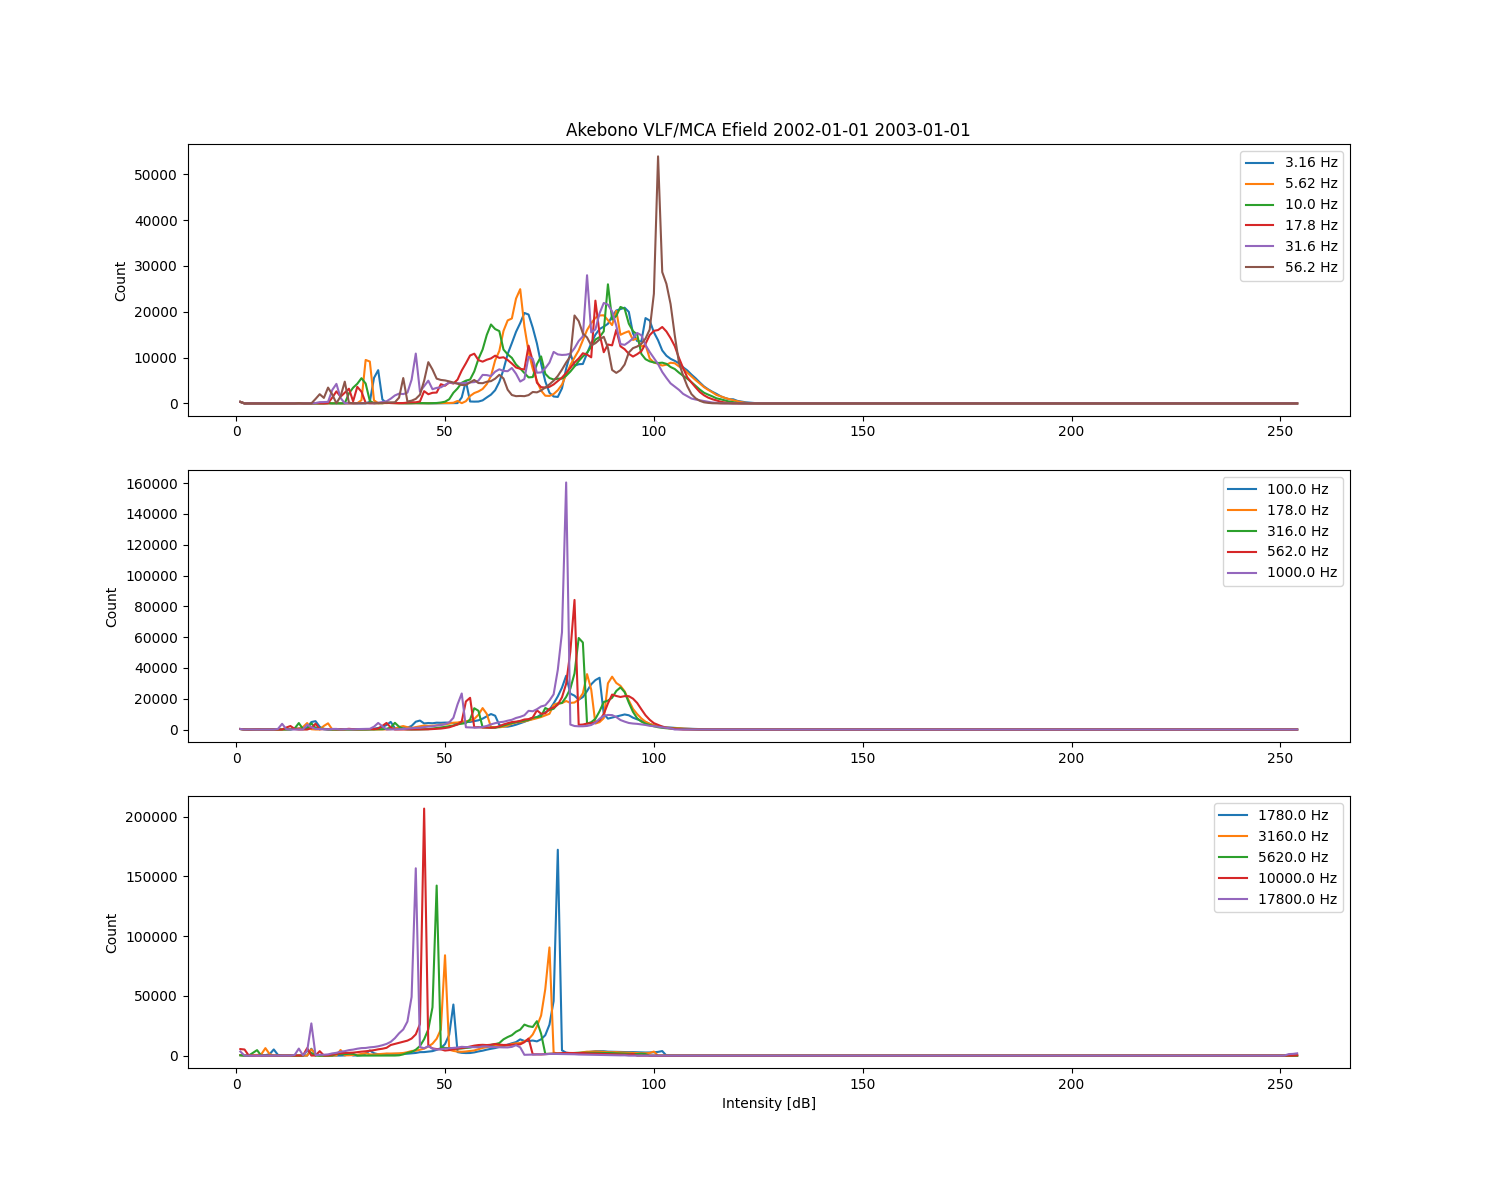 Akebono VLF/MCA Efield 2002-01-01 2003-01-01
50000
40000
30000
20000
10000
0
Count
3.16 Hz
5.62 Hz
10.0 Hz
17.8 Hz
31.6 Hz
56.2 Hz
0 50 100 150 200 250
160000
140000
120000
100000
80000
60000
40000
20000
0
Count
100.0 Hz
178.0 Hz
316.0 Hz
562.0 Hz
1000.0 Hz
0 50 100 150 200 250
200000
150000
100000
50000
0
Count
1780.0 Hz
3160.0 Hz
5620.0 Hz
10000.0 Hz
17800.0 Hz
0 50 100 150 200 250
Intensity [dB]